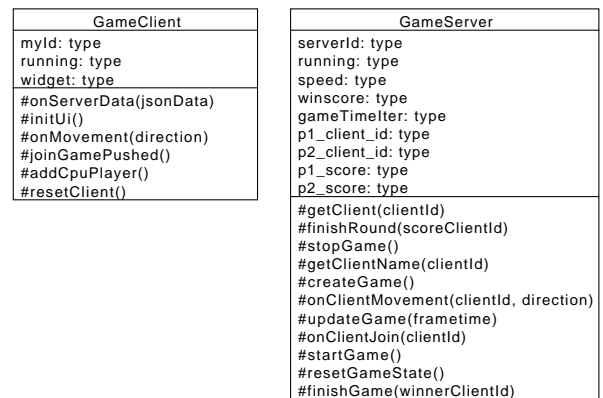 GameClient
myId: type
running: type
widget: type
#onServerData(jsonData)
#initUi()
#onMovement(direction)
#joinGamePushed()
#addCpuPlayer()
#resetClient()
GameServer
serverId: type
running: type
speed: type
winscore: type
gameTimeIter: type
p1_client_id: type
p2_client_id: type
p1_score: type
p2_score: type
#getClient(clientId)
#finishRound(scoreClientId)
#stopGame()
#getClientName(clientId)
#createGame()
#onClientMovement(clientId, direction)
#updateGame(frametime)
#onClientJoin(clientId)
#startGame()
#resetGameState()
#finishGame(winnerClientId)